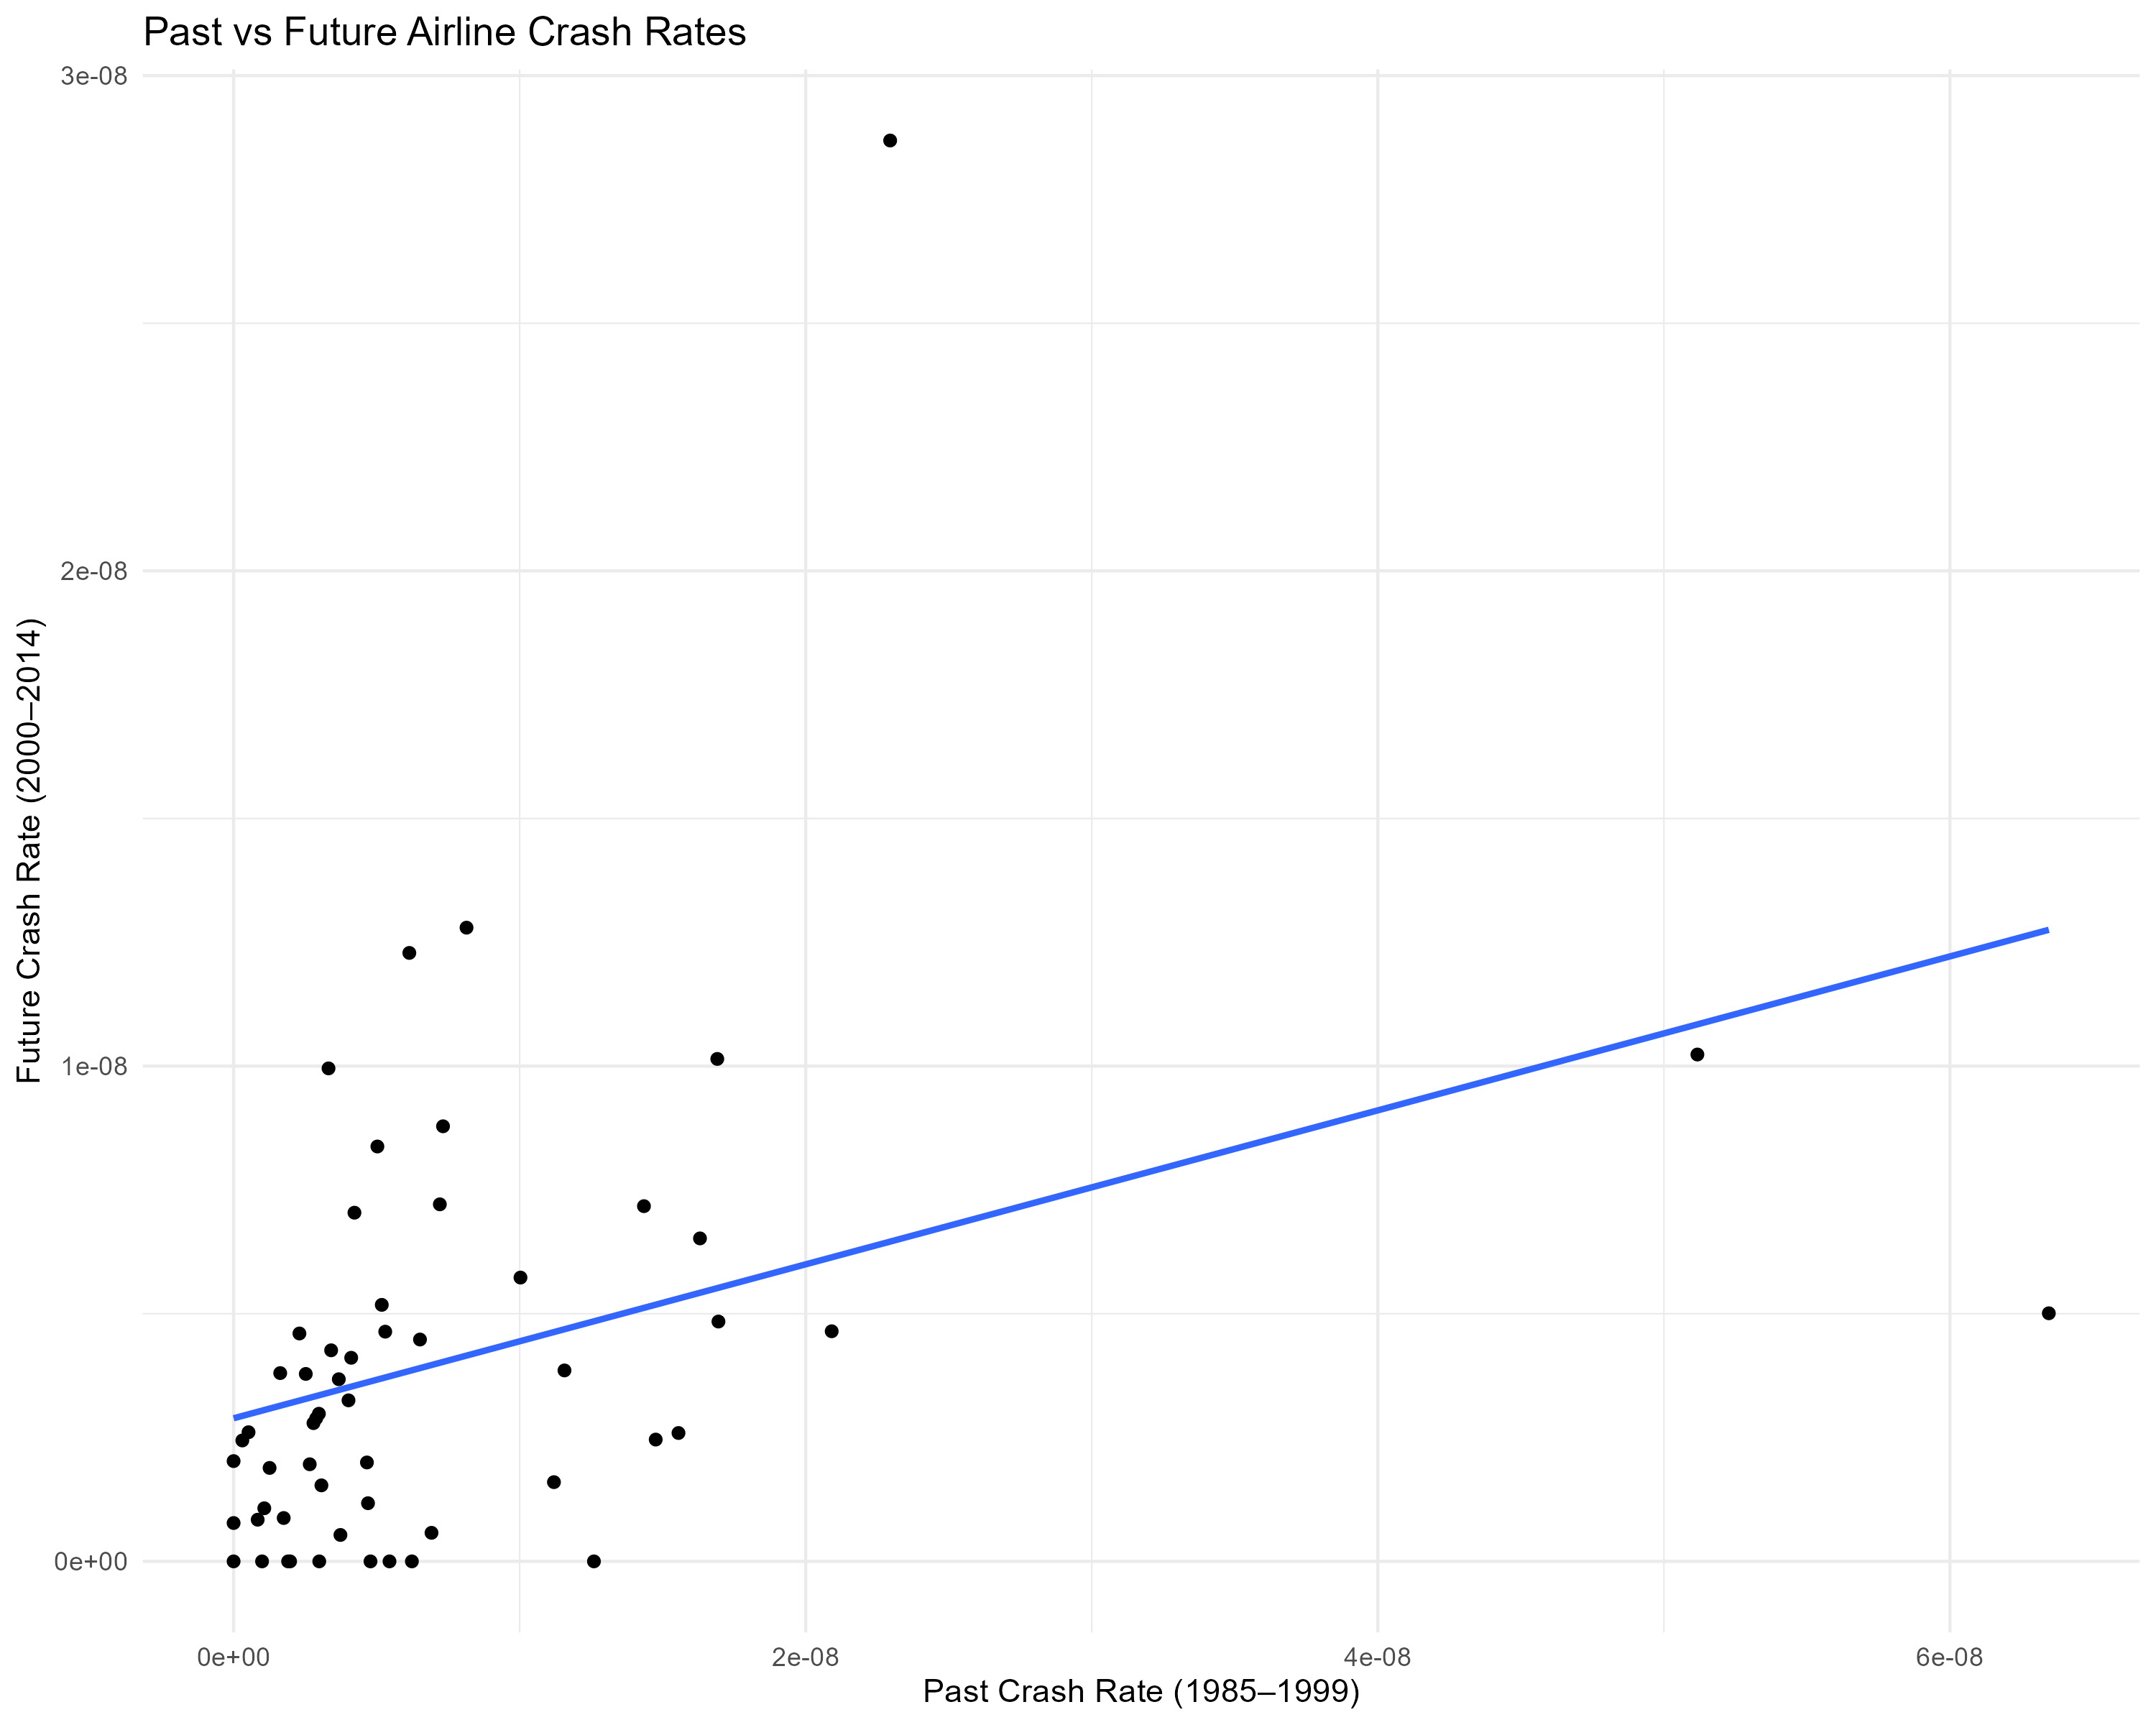 Past vs Future Airline Crash Rates
3e-08
2e-08
1e-08
0e+00
Future Crash Rate (2000–2014)
0e+00 2e-08 4e-08 6e-08
Past Crash Rate (1985–1999)